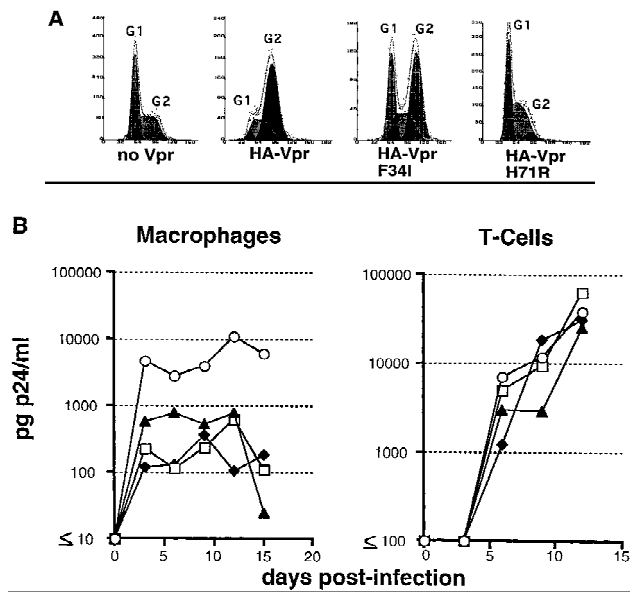 A
G1
G2
no Vpr
G1
G2
HA-Vpr
G1
G2
HA-Vpr
F34I
G1
G2
HA-Vpr
H71R
B
Macrophages
T-Cells
pg p24/ml
100000
10000
1000
100
≤ 10
0
5
10
15
20
100000
10000
1000
≤ 100
0
5
10
15
days post-infection